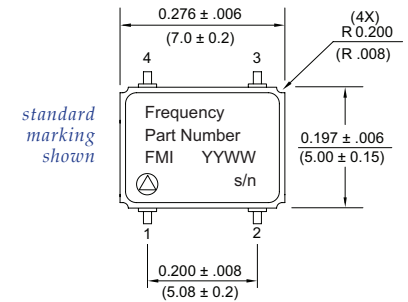 0.276 ± .006
(7.0 ± 0.2)
(4X)
R 0.200
(R .008)
4
3
standard
marking
shown
Frequency
Part Number
FMI YYWW
s/n
0.197 ± .006
(5.00 ± 0.15)
1
2
0.200 ± .008
(5.08 ± 0.2)